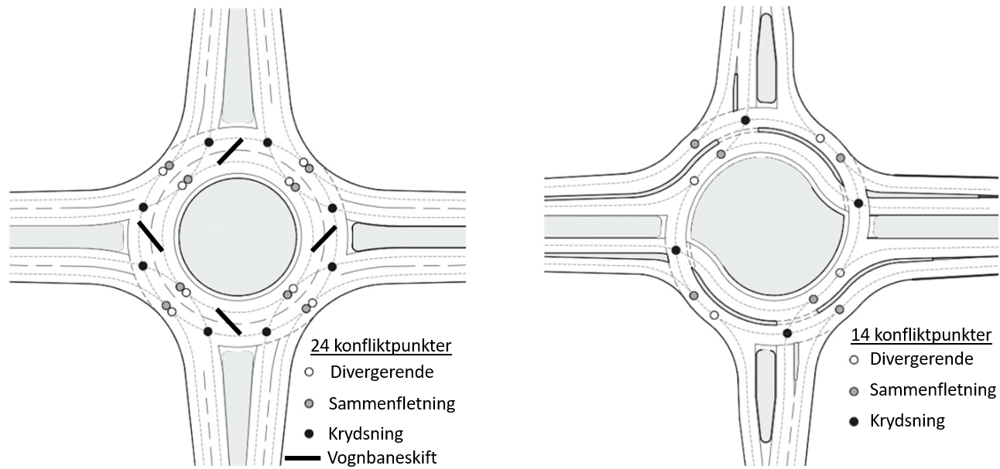 24 konfliktpunkter
Divergerende
Sammenfletning
Krydsning
Vognbaneskift
14 konfliktpunkter
Divergerende
Sammenfletning
Krydsning